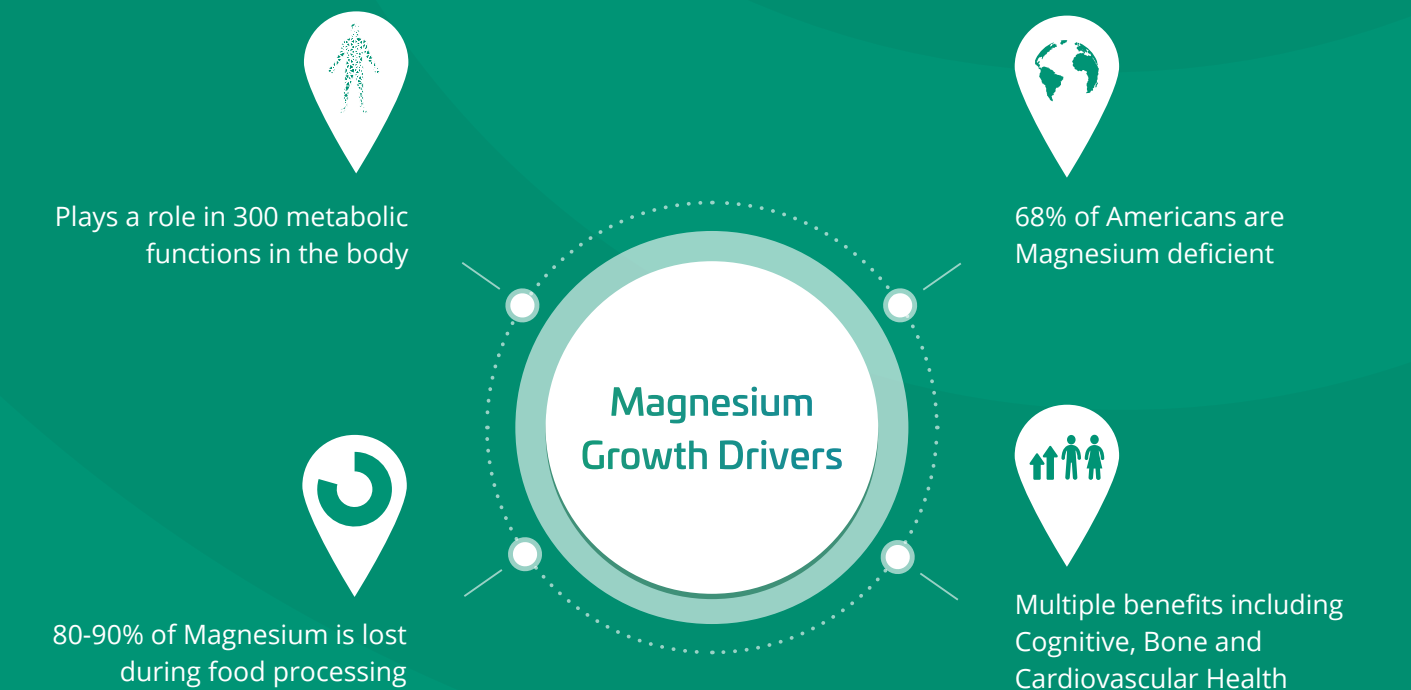 Plays a role in 300 metabolic
functions in the body
68% of Americans are
Magnesium deficient
Magnesium
Growth Drivers
80-90% of Magnesium is lost
during food processing
Multiple benefits including
Cognitive, Bone and
Cardiovascular Health